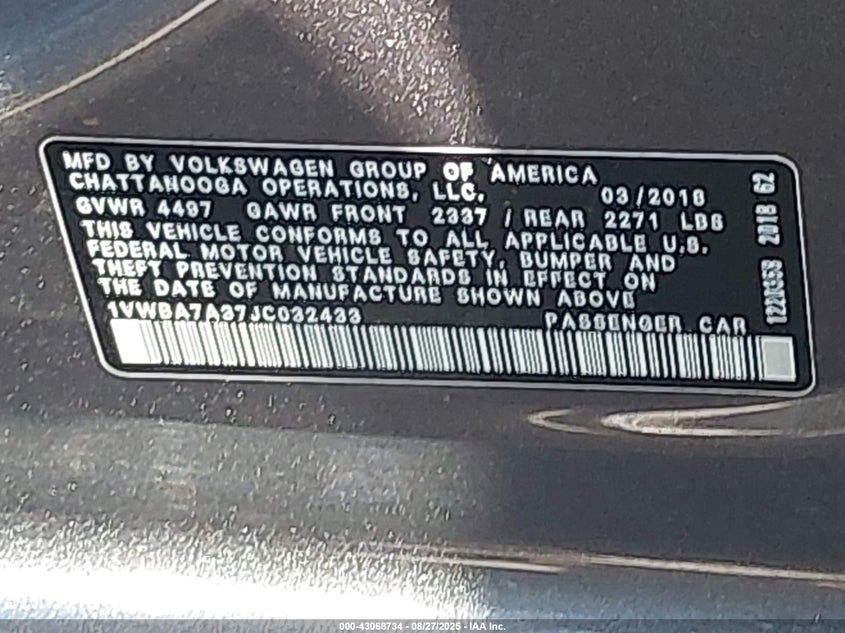 MFD BY VOLKSWAGEN GROUP OF AMERICA
CHATTANOOGA OPERATIONS, LLC. 03/2018
GVWR 4497 GAWR FRONT 2337 / REAR 2271 LBS
THIS VEHICLE CONFORMS TO ALL APPLICABLE U.S.
FEDERAL MOTOR VEHICLE SAFETY, BUMPER AND
THEFT PREVENTION STANDARDS IN EFFECT ON
THE DATE OF MANUFACTURE SHOWN ABOVE
1VWBA7A37JC032433 PASSENGER CAR
2018 62
000-43068734 - 08/27/2025 - IAA Inc.